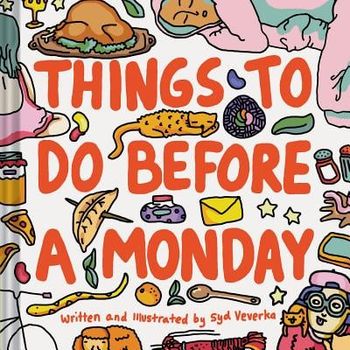 THINGS TO
DO BEFORE
A MONDAY
Written and Illustrated by Syd Veverka